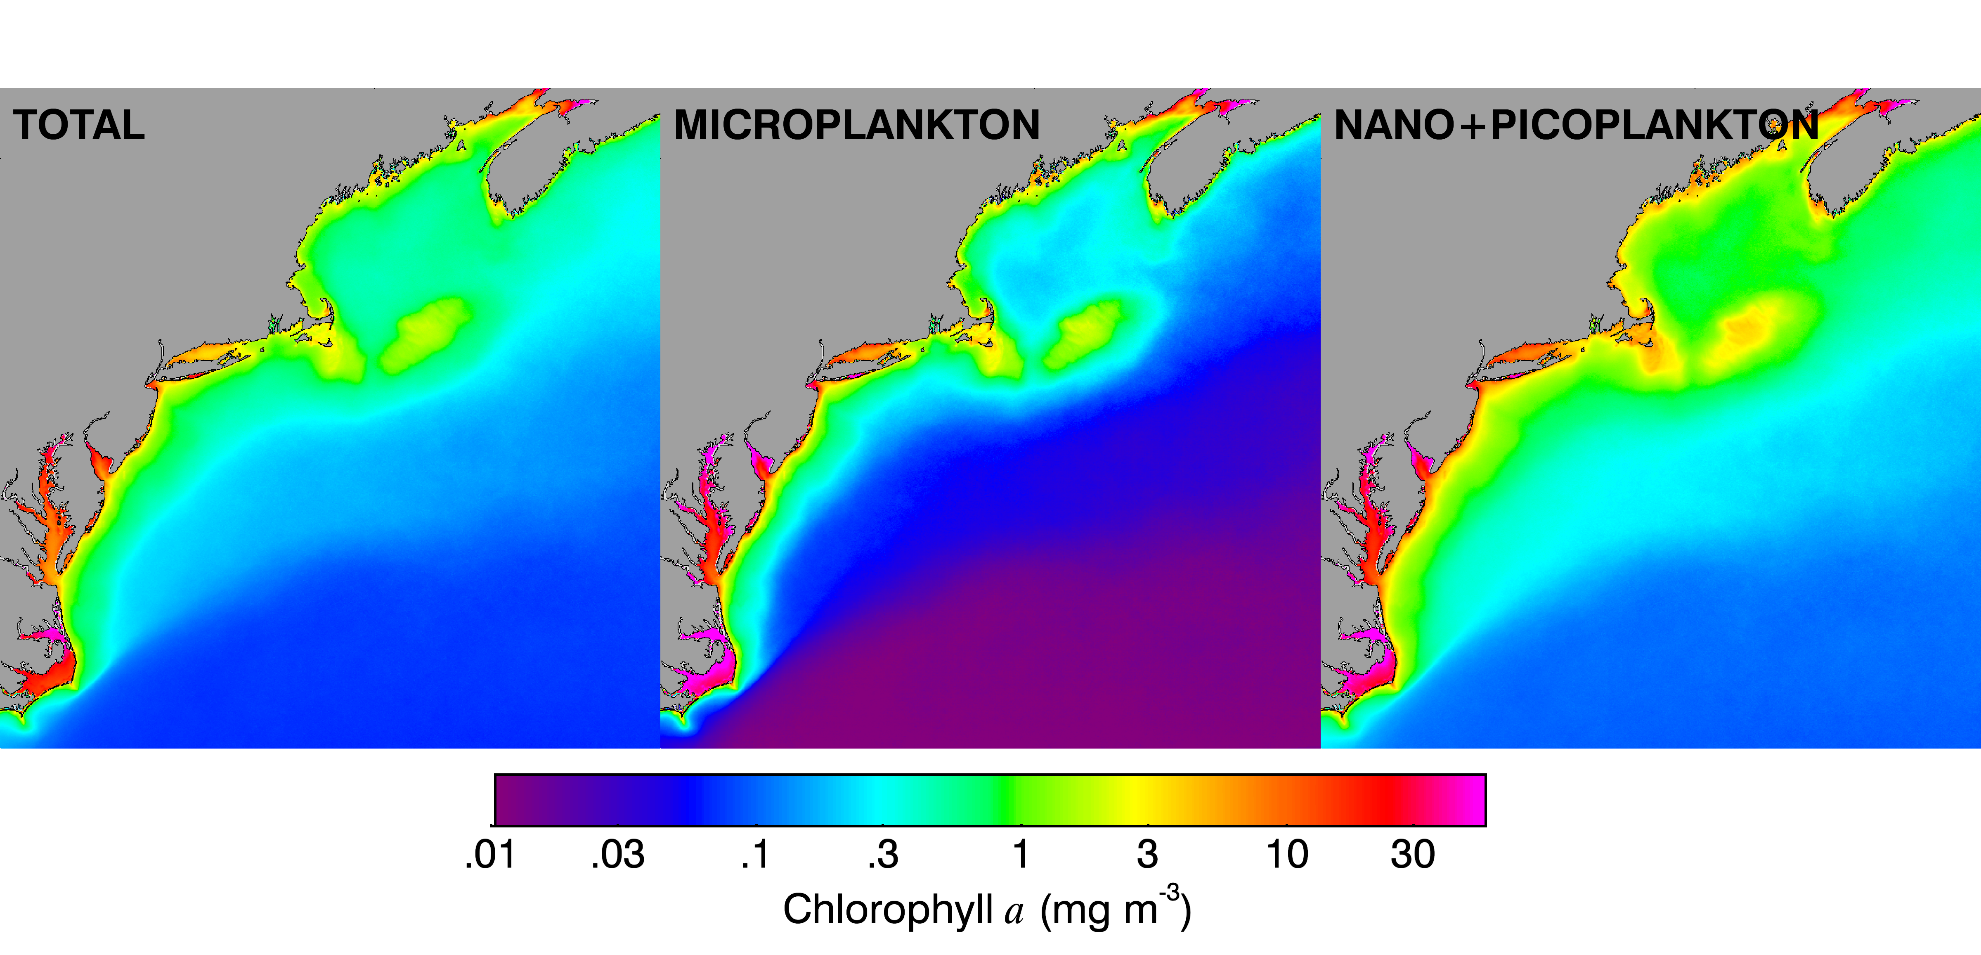 TOTAL
MICROPLANKTON
NANO+PICOPLANKTON
.01 .03 .1 .3 1 3 10 30
Chlorophyll a (mg m-3)